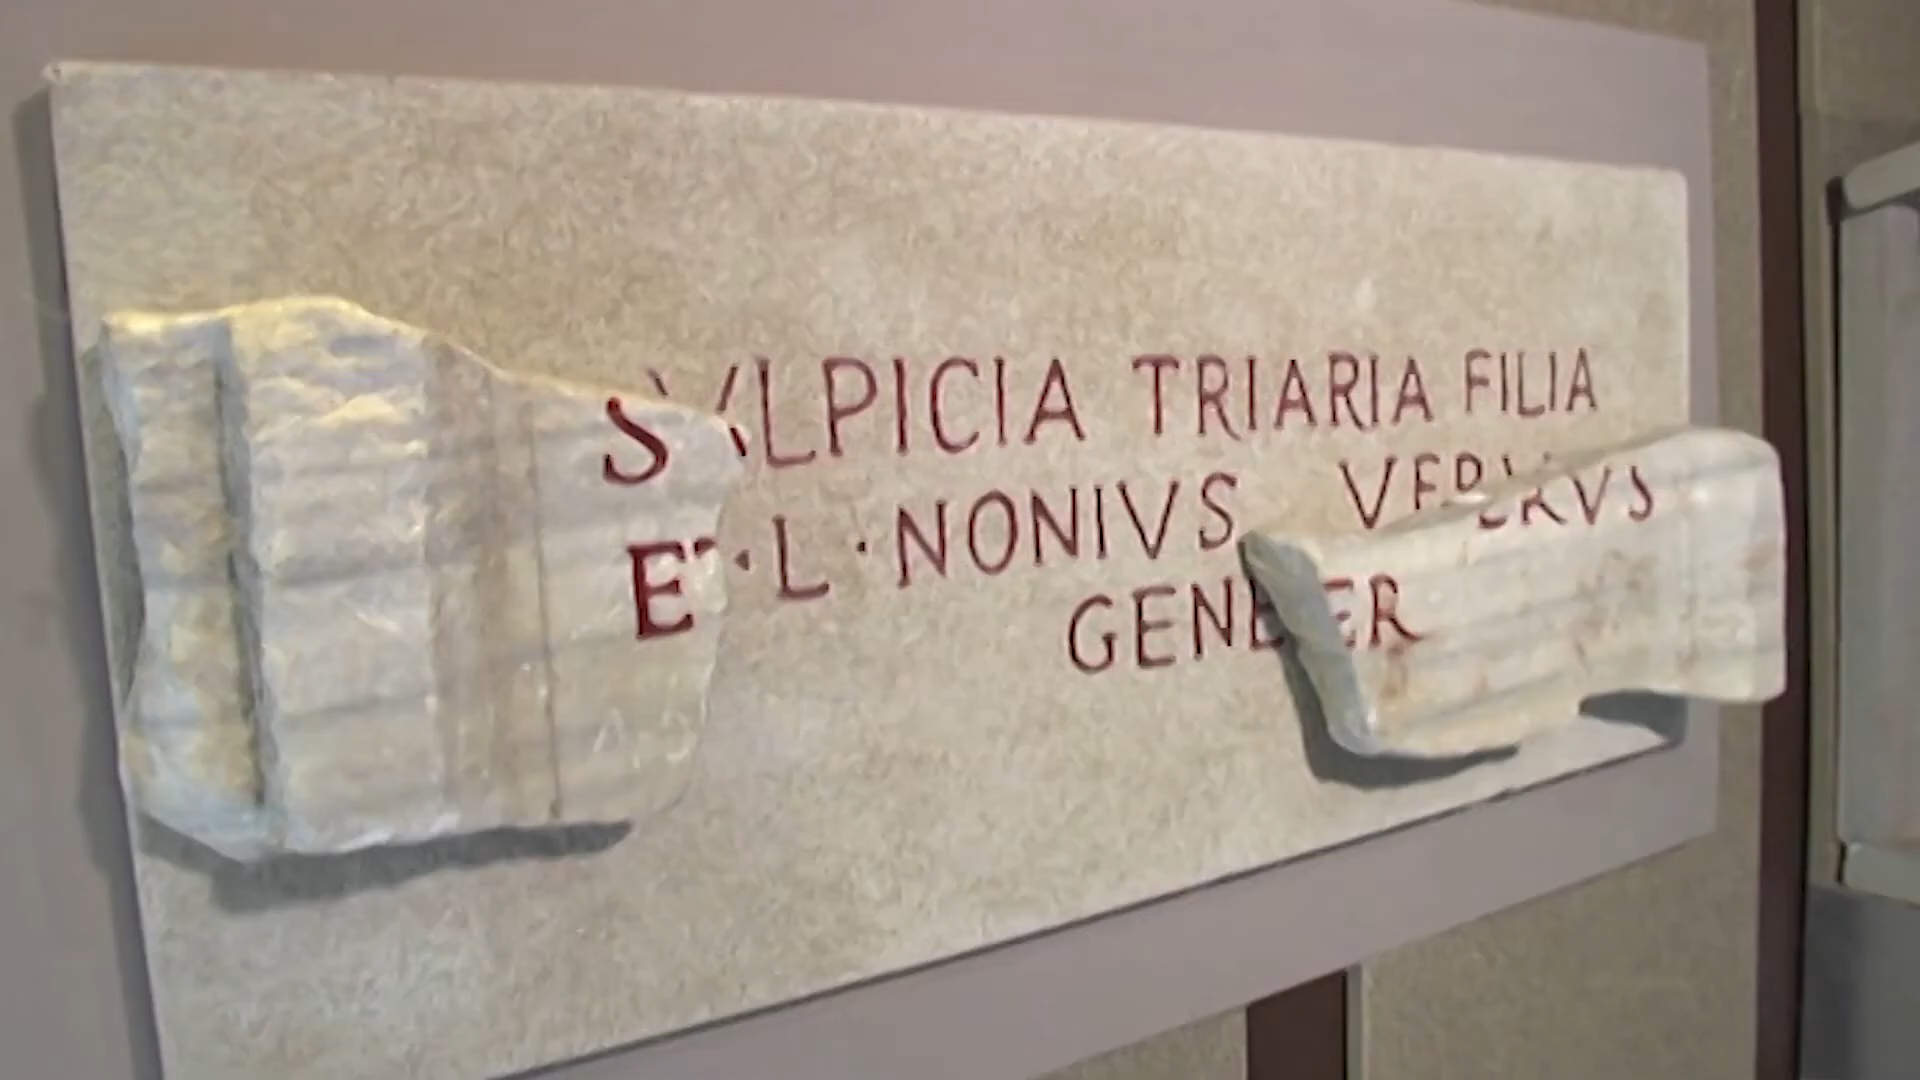 SVLPICIA TRIARIA FILIA
ET · L · NONIVS VERVS
GENER